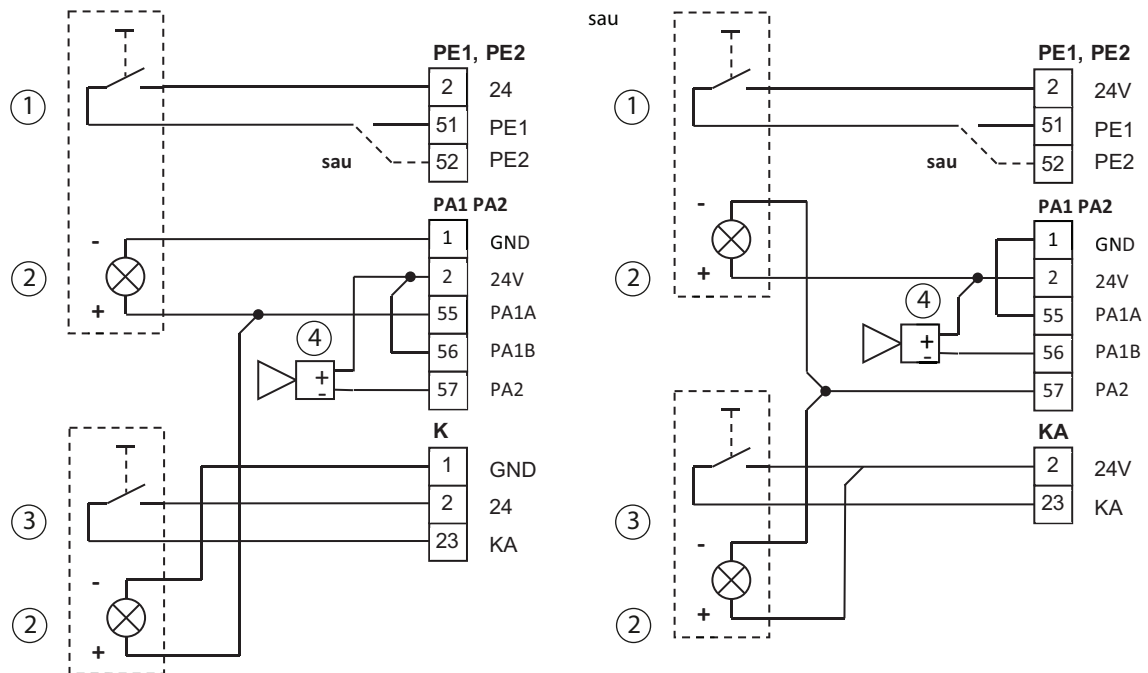 PE1, PE2
1
2 24
51 PE1
sau 52 PE2
PA1 PA2
- 1 GND
2 2 24V
+ 55 PA1A
4 56 PA1B
+
- 57 PA2
K
1 GND
3 2 24
23 KA
-
2
+
sau
PE1, PE2
1 2 24V
51 PE1
sau 52 PE2
PA1 PA2
-
1 GND
2 + 2 24V
4 55 PA1A
+
- 56 PA1B
57 PA2
KA
2 24V
3 23 KA
-
2 +